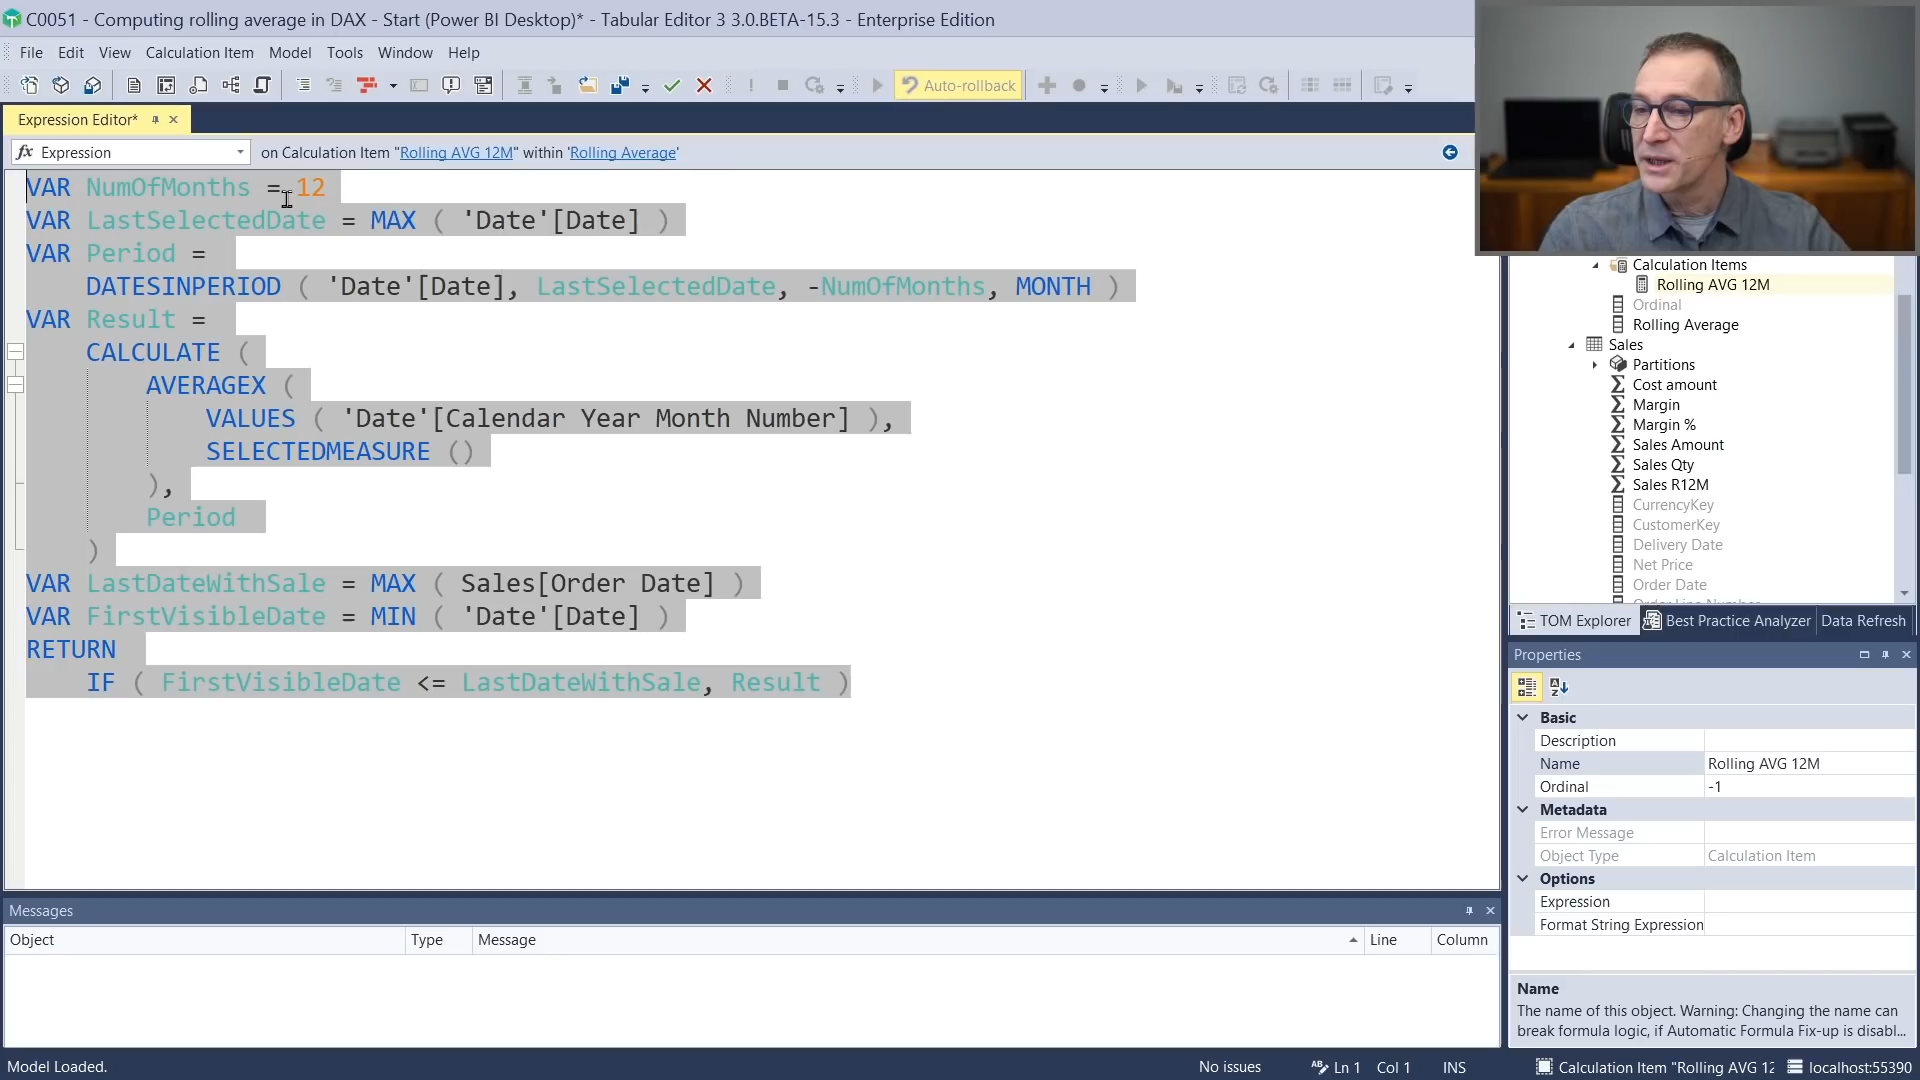 C0051 - Computing rolling average in DAX - Start (Power BI Desktop)* - Tabular Editor 3 3.0.BETA-15.3 - Enterprise Edition
File Edit View Calculation Item Model Tools Window Help
Auto-rollback
Expression Editor*
fx Expression on Calculation Item "Rolling AVG 12M" within 'Rolling Average'
VAR NumOfMonths = 12
VAR LastSelectedDate = MAX ( 'Date'[Date] )
VAR Period =
DATESINPERIOD ( 'Date'[Date], LastSelectedDate, -NumOfMonths, MONTH )
VAR Result =
CALCULATE (
AVERAGEX (
VALUES ( 'Date'[Calendar Year Month Number] ),
SELECTEDMEASURE ()
),
Period
)
VAR LastDateWithSale = MAX ( Sales[Order Date] )
VAR FirstVisibleDate = MIN ( 'Date'[Date] )
RETURN
IF ( FirstVisibleDate <= LastDateWithSale, Result )
Calculation Items
Rolling AVG 12M
Ordinal
Rolling Average
Sales
Partitions
Cost amount
Margin
Margin %
Sales Amount
Sales Qty
Sales R12M
CurrencyKey
CustomerKey
Delivery Date
Net Price
Order Date
TOM Explorer Best Practice Analyzer Data Refresh
Properties
Basic
Description
Name Rolling AVG 12M
Ordinal -1
Metadata
Error Message
Object Type Calculation Item
Options
Expression
Format String Expression
Name
The name of this object. Warning: Changing the name can
break formula logic, if Automatic Formula Fix-up is disabl...
Messages
Object Type Message Line Column
Model Loaded. No issues Ln 1 Col 1 INS Calculation Item "Rolling AVG 12 localhost:55390